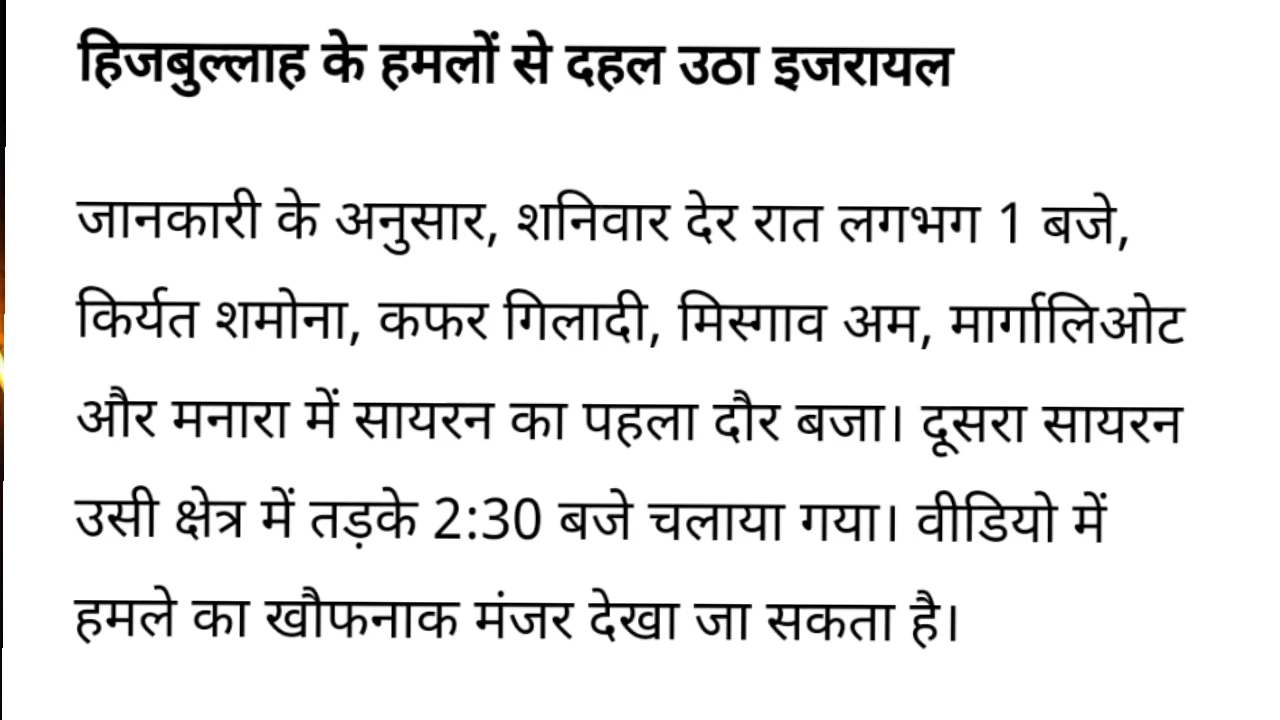 हिजबुल्लाह के हमलों से दहल उठा इजरायल
जानकारी के अनुसार, शनिवार देर रात लगभग 1 बजे,
किर्यत शमोना, कफर गिलादी, मिस्गाव अम, मार्गालिओट
और मनारा में सायरन का पहला दौर बजा। दूसरा सायरन
उसी क्षेत्र में तड़के 2:30 बजे चलाया गया। वीडियो में
हमले का खौफनाक मंजर देखा जा सकता है।